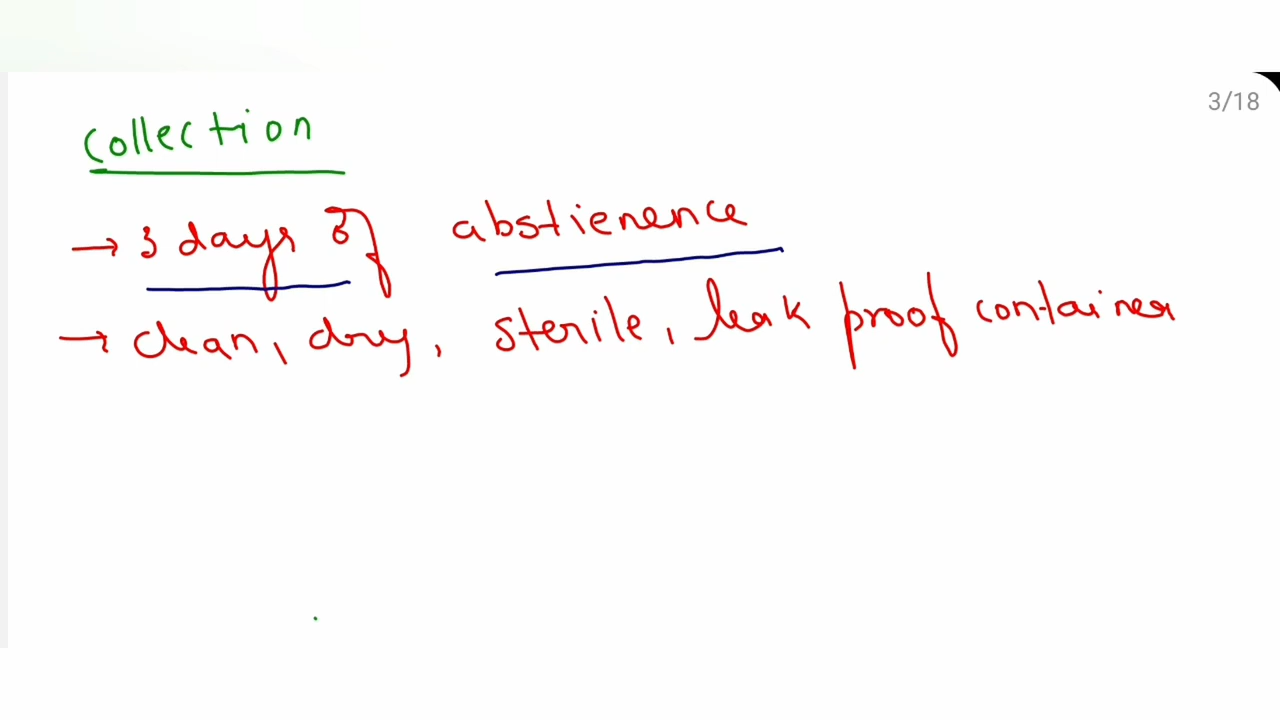 3/18
Collection
→ 3 days of abstienence
→ clean, dry, sterile, leak proof container